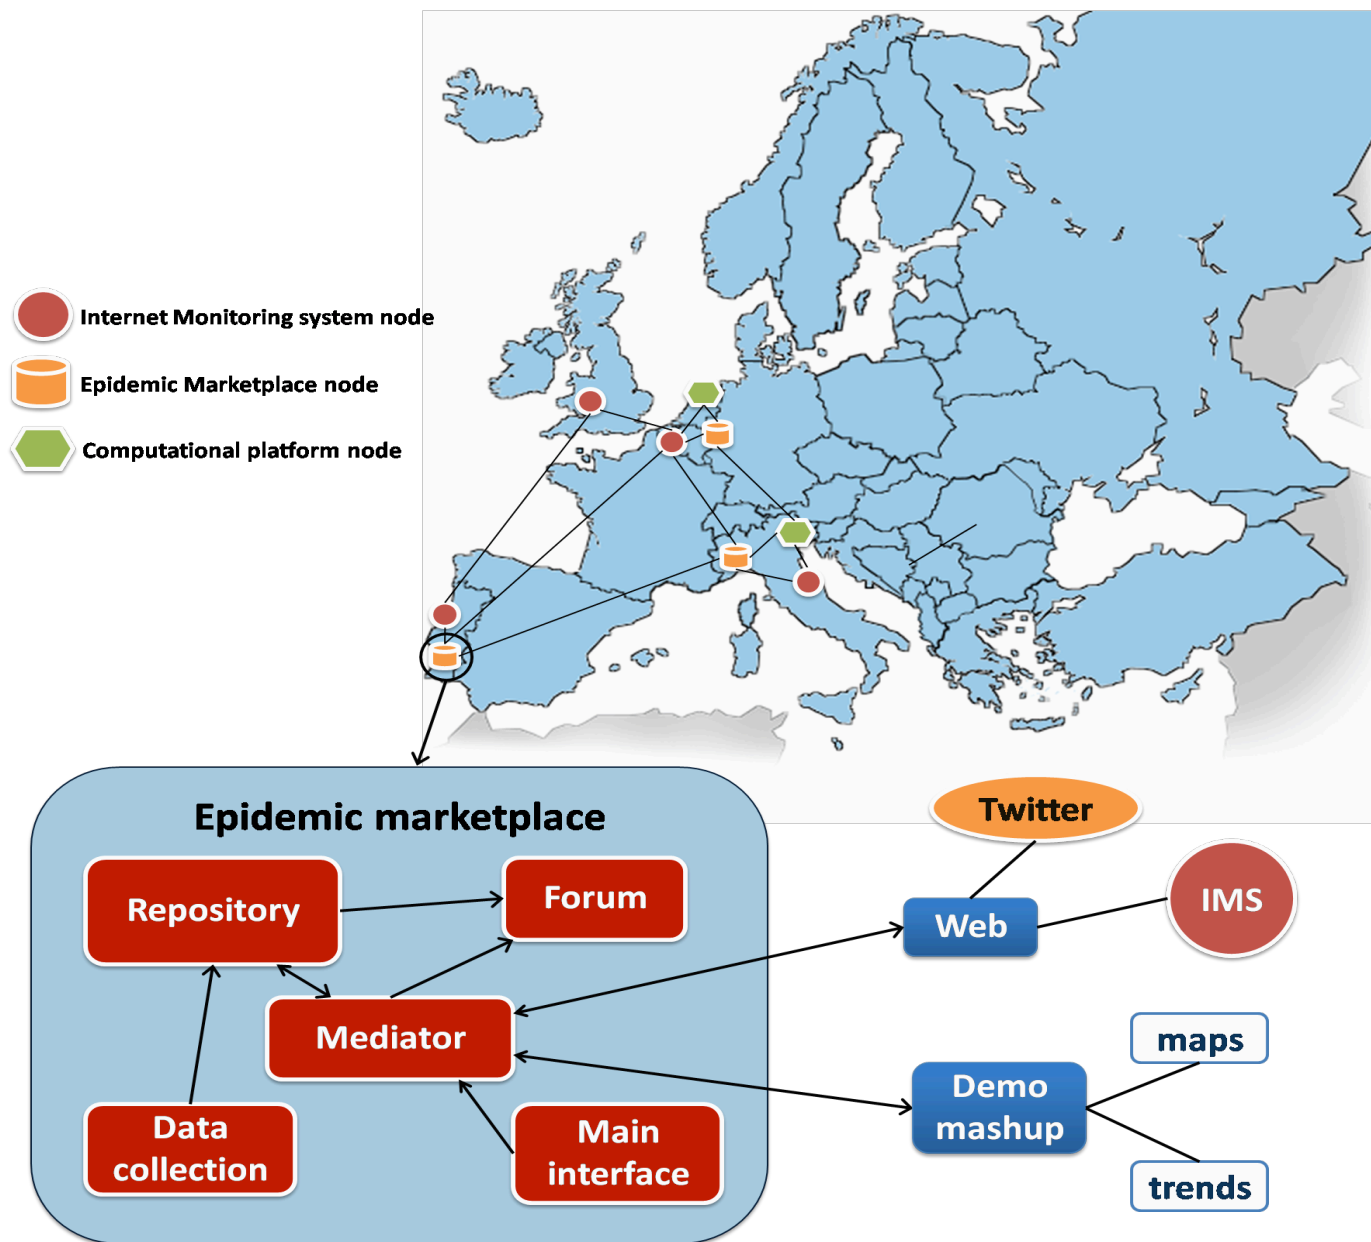 Internet Monitoring system node
Epidemic Marketplace node
Computational platform node
Epidemic marketplace
Repository
Forum
Mediator
Data
collection
Main
interface
Twitter
Web
IMS
Demo
mashup
maps
trends